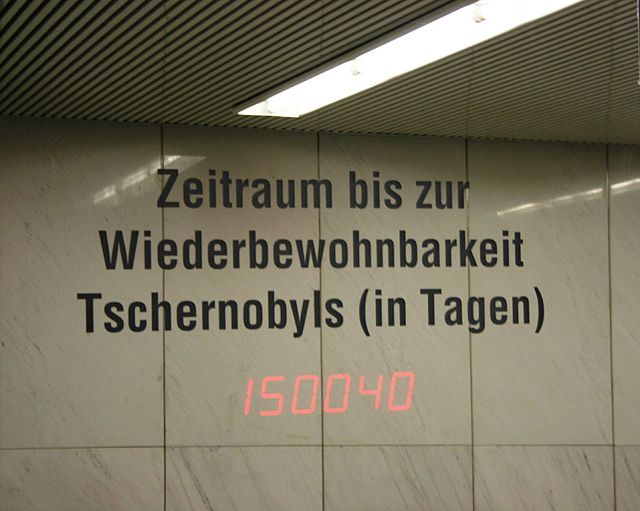 Zeitraum bis zur
Wiederbewohnbarkeit
Tschernobyls (in Tagen)
150040